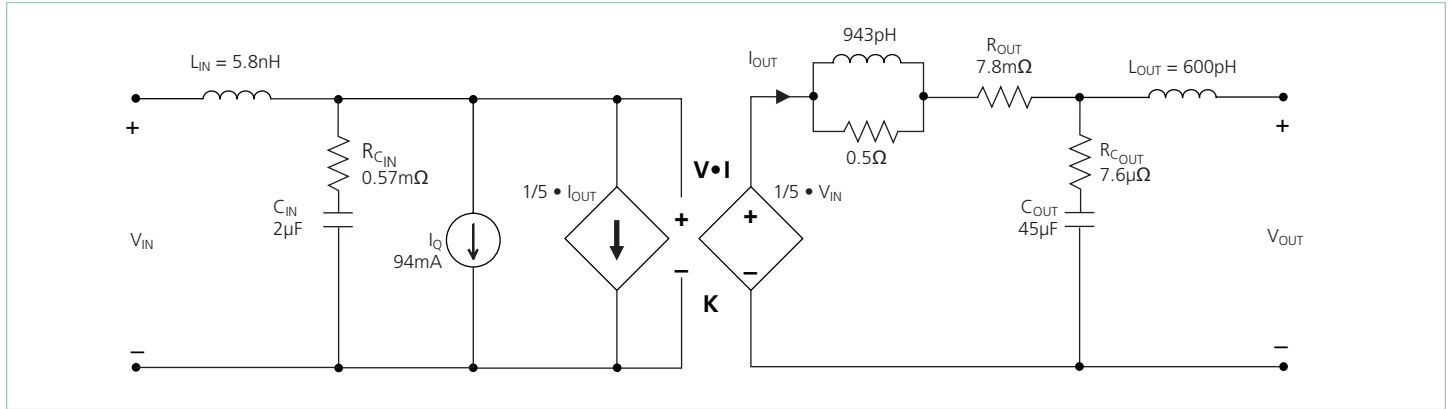 L_IN = 5.8nH
+
R_C_IN
0.57mΩ
C_IN
2µF
V_IN
I_Q
94mA
1/5 • I_OUT
V•I
+
–
K
–
I_OUT
943pH
0.5Ω
R_OUT
7.8mΩ
L_OUT = 600pH
1/5 • V_IN
+
–
R_C_OUT
7.6µΩ
C_OUT
45µF
+
V_OUT
–